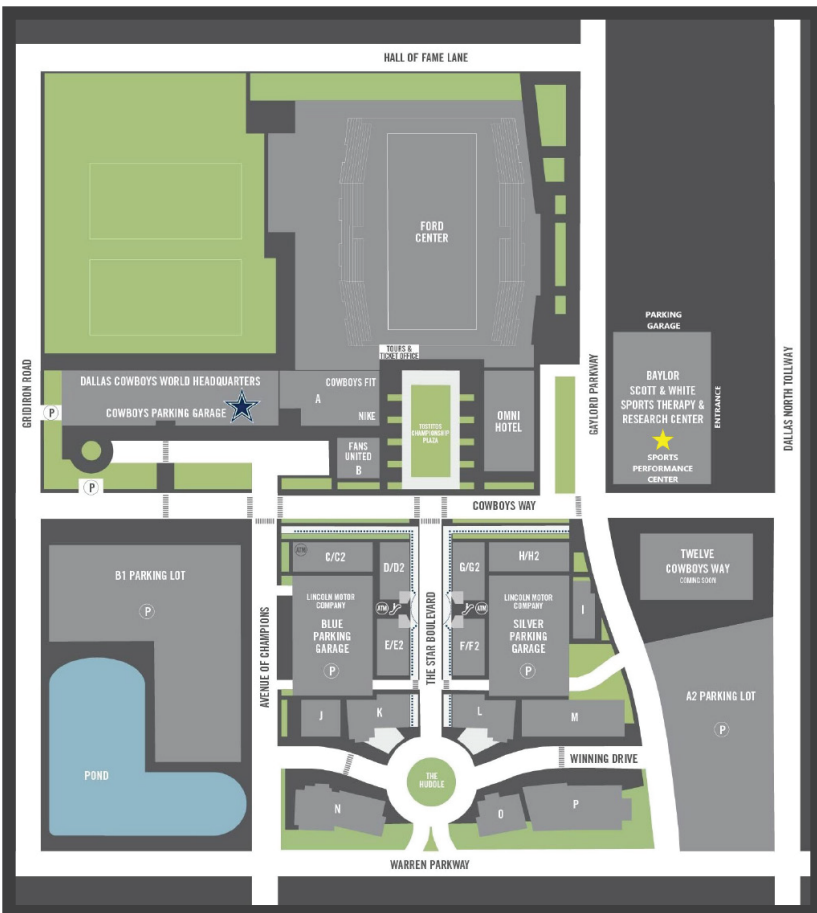 HALL OF FAME LANE
FORD
CENTER
GRIDIRON ROAD
GAYLORD PARKWAY
DALLAS NORTH TOLLWAY
PARKING
GARAGE
BAYLOR
SCOTT & WHITE
SPORTS THERAPY &
RESEARCH CENTER
ENTRANCE
SPORTS
PERFORMANCE
CENTER
TOURS &
TICKET OFFICE
DALLAS COWBOYS WORLD HEADQUARTERS
COWBOYS PARKING GARAGE
P
COWBOYS FIT
A
NIKE
FANS
UNITED
B
TOSTITOS
CHAMPIONSHIP
PLAZA
OMNI
HOTEL
P
COWBOYS WAY
B1 PARKING LOT
P
AVENUE OF CHAMPIONS
ATM
C/C2
D/D2
LINCOLN MOTOR
COMPANY
BLUE
PARKING
GARAGE
P
ATM
E/E2
THE STAR BOULEVARD
G/G2
H/H2
ATM
LINCOLN MOTOR
COMPANY
SILVER
PARKING
GARAGE
P
F/F2
I
TWELVE
COWBOYS WAY
COMING SOON
A2 PARKING LOT
P
J
K
L
M
POND
THE
HUDDLE
WINNING DRIVE
N
O
P
WARREN PARKWAY